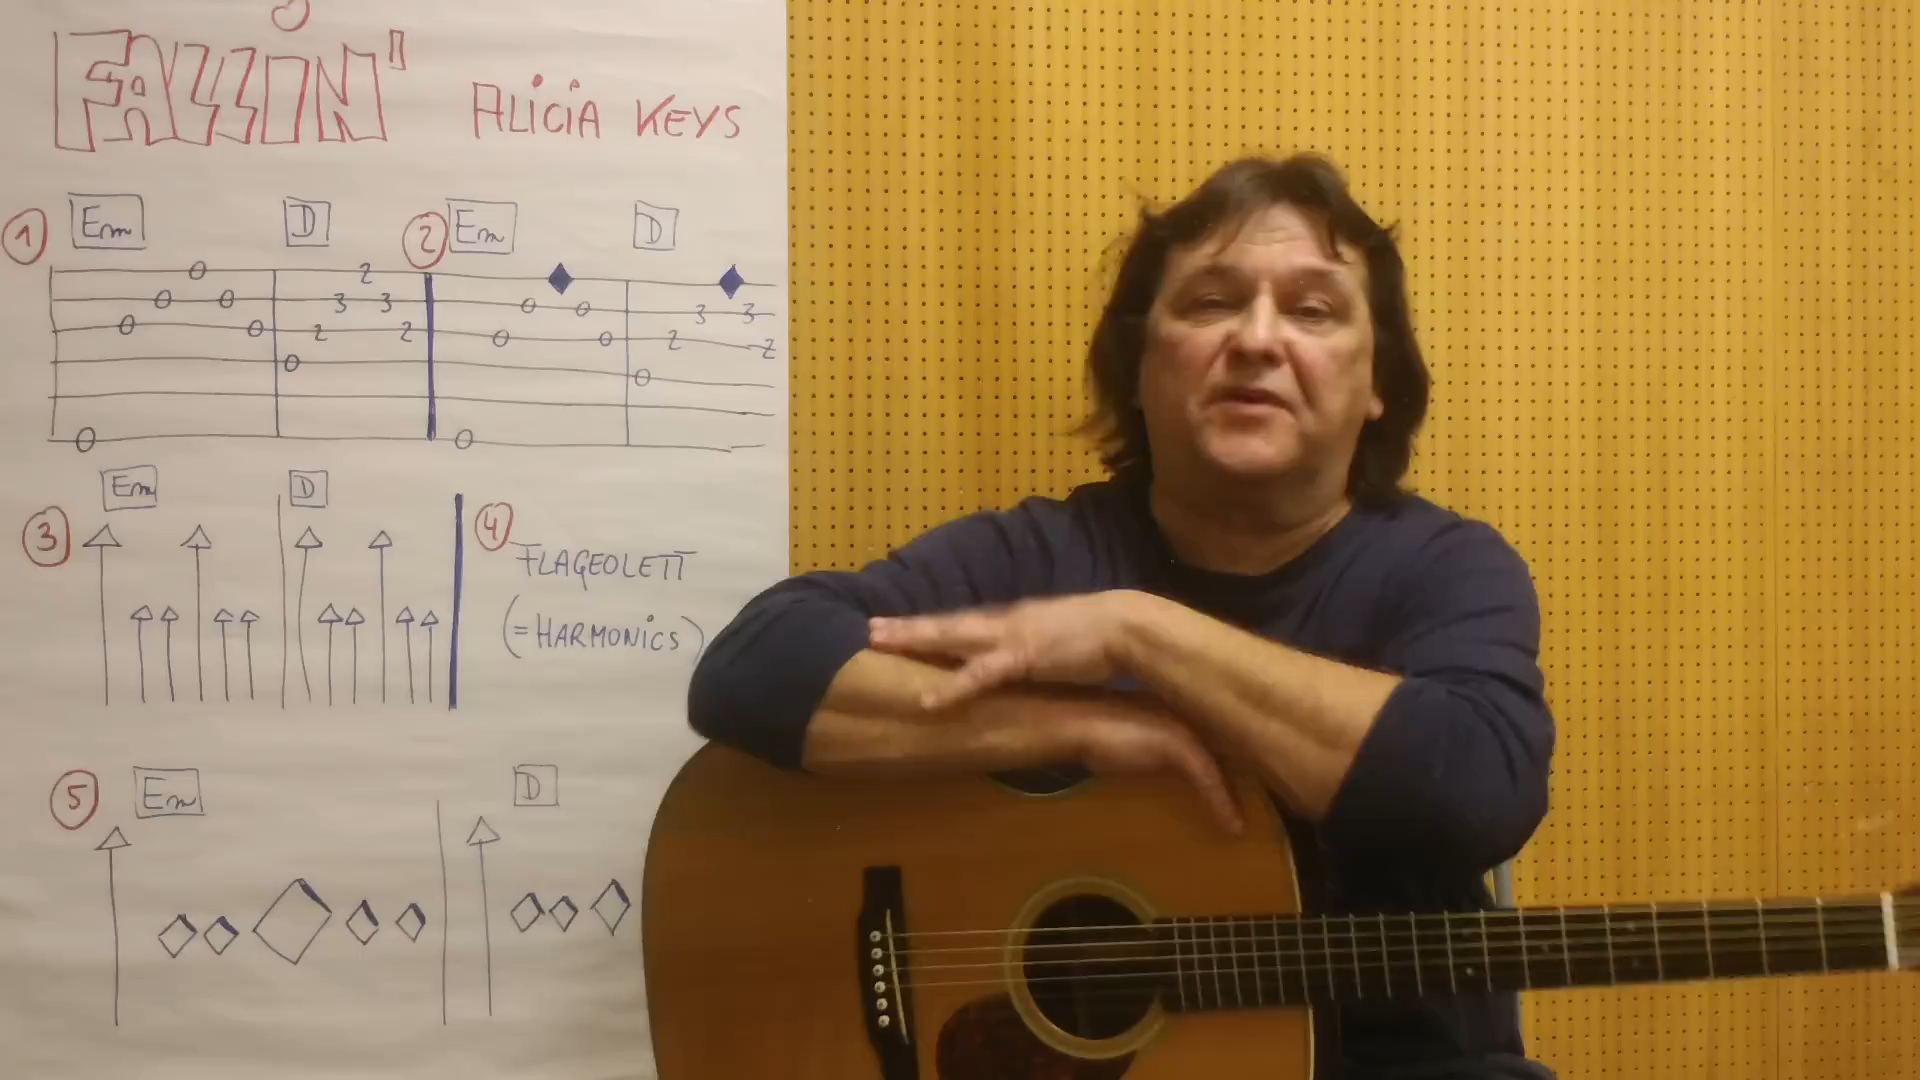 FALLiN' ALiCiA KEYS
1 Em D 2 Em D
0 2
0 0 3 3 0 0 3 3
0 0 2 2 0 0 2 2
0 0
0 0
Em D
3 4 FLAGEOLETT
(=HARMONiCS)
5 Em D